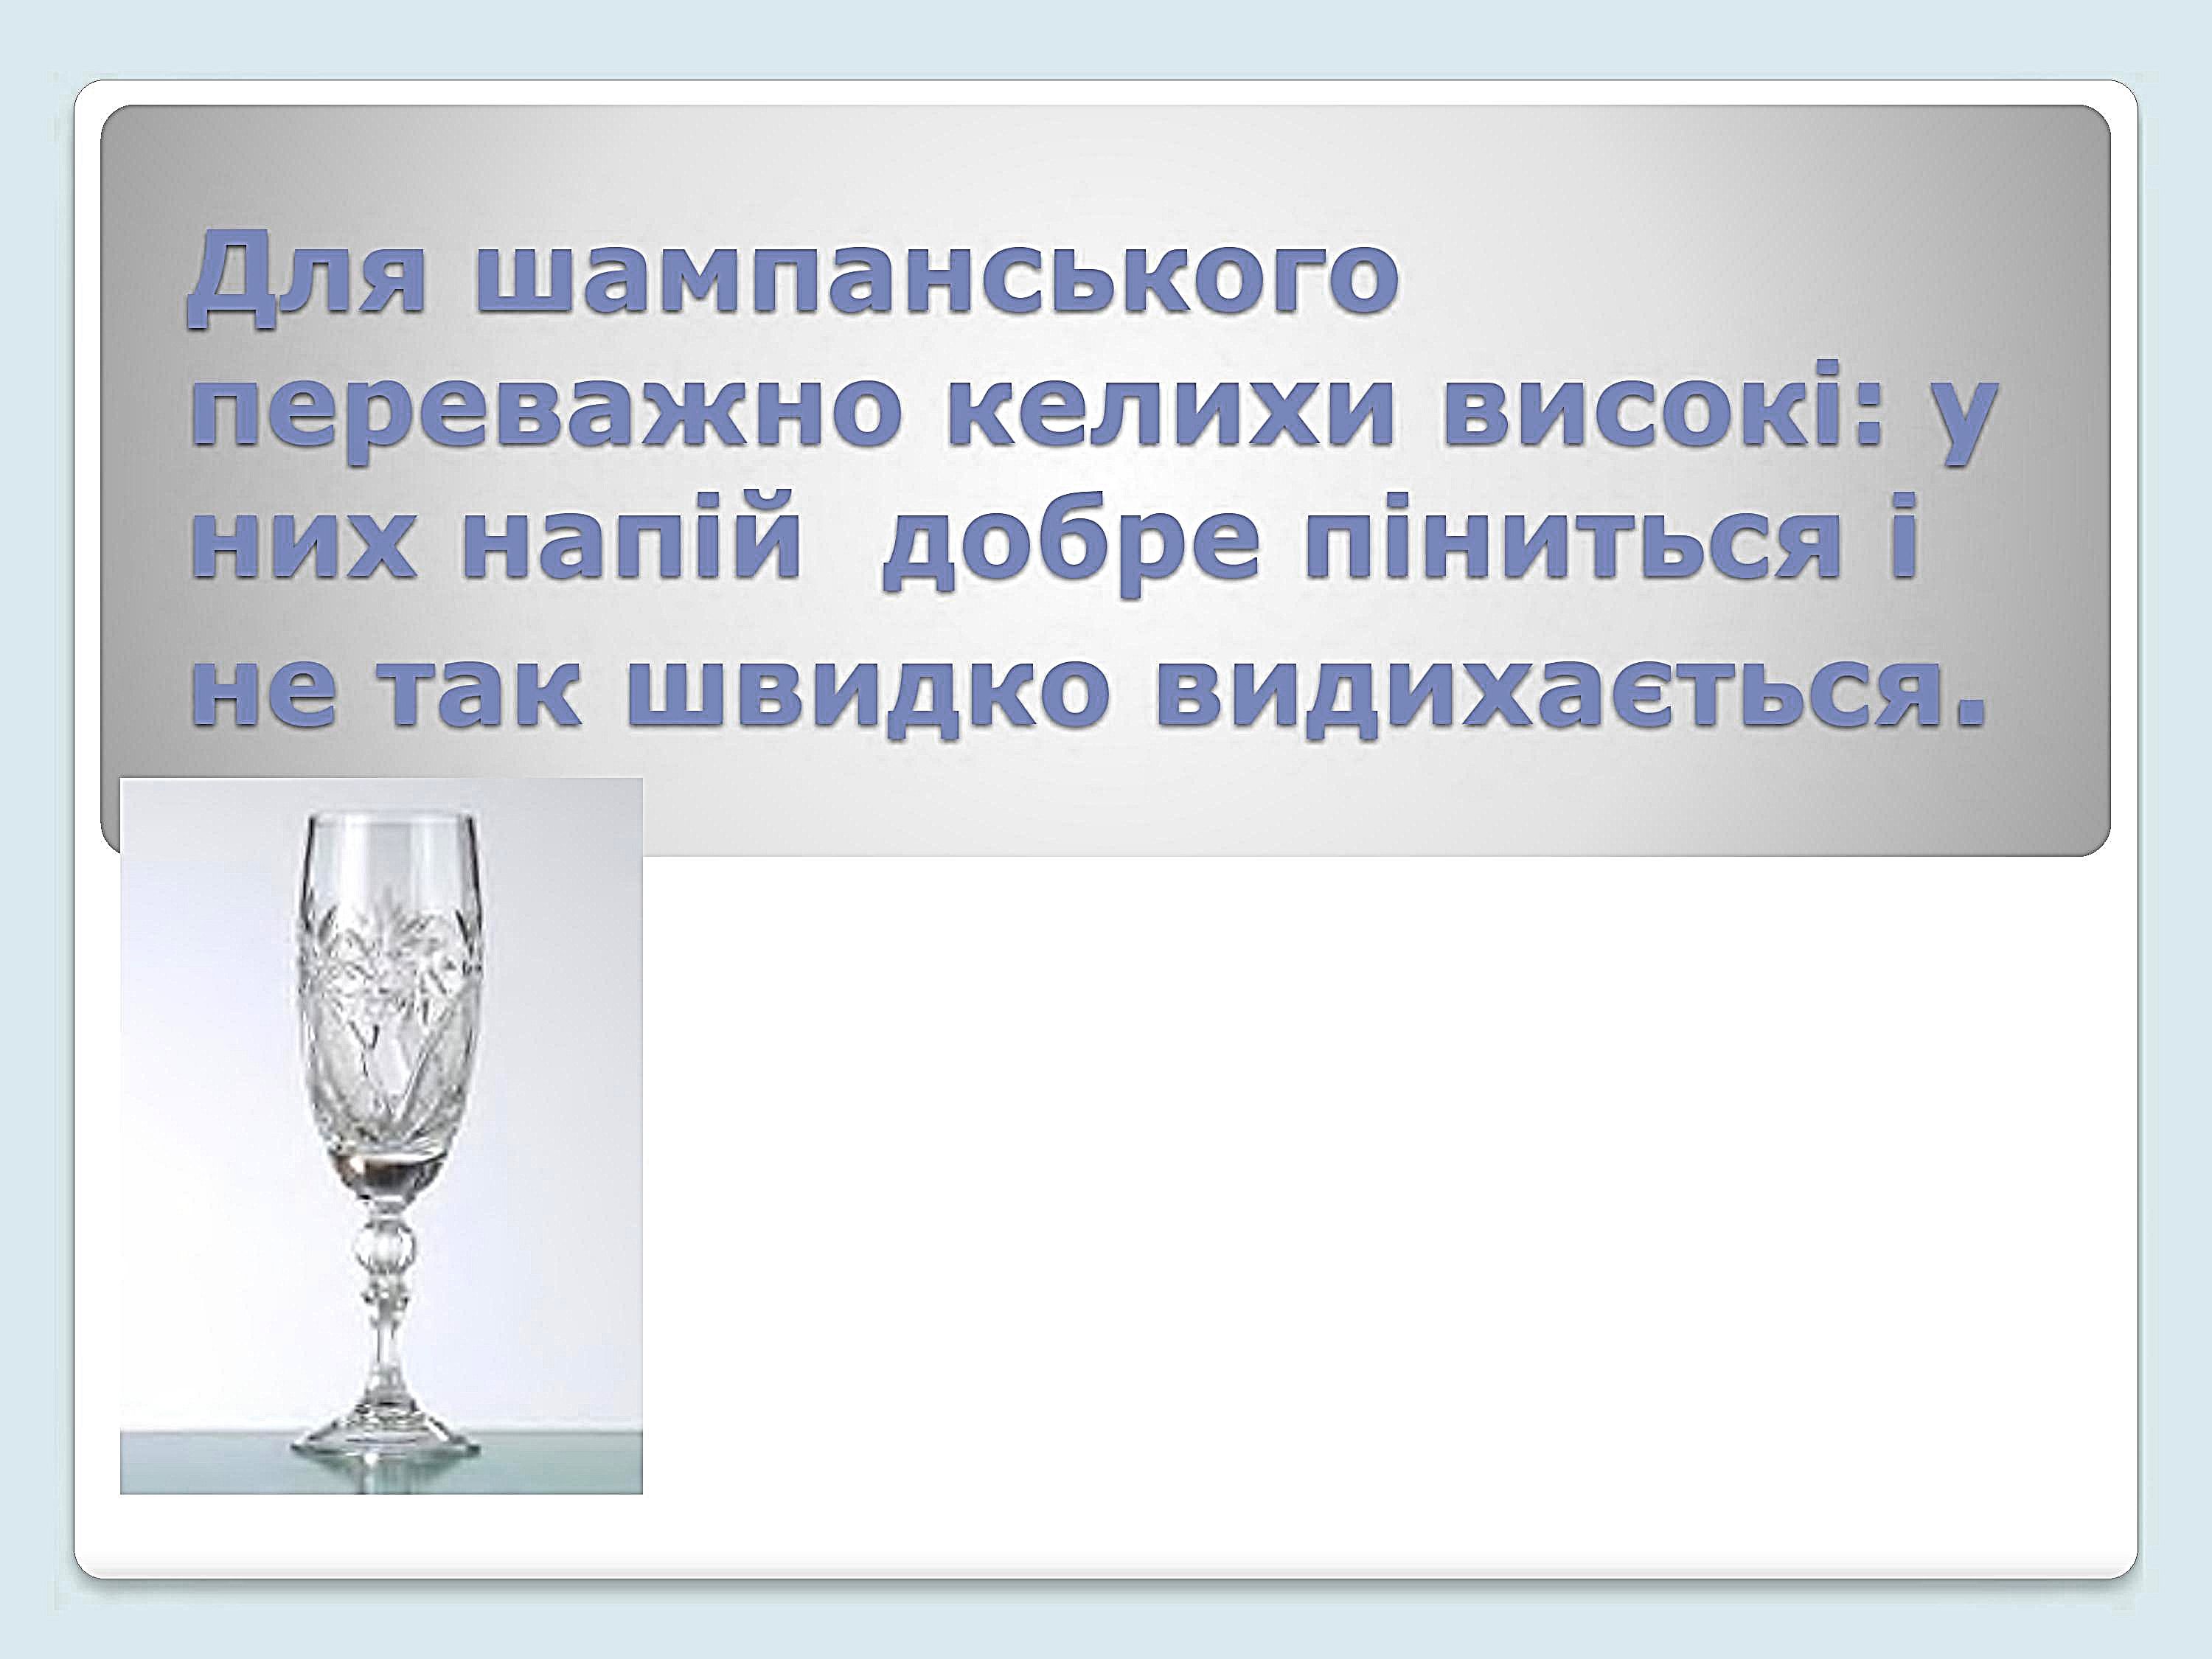 Для шампанського
переважно келихи високі: у
них напій  добре піниться і
не так швидко видихається.